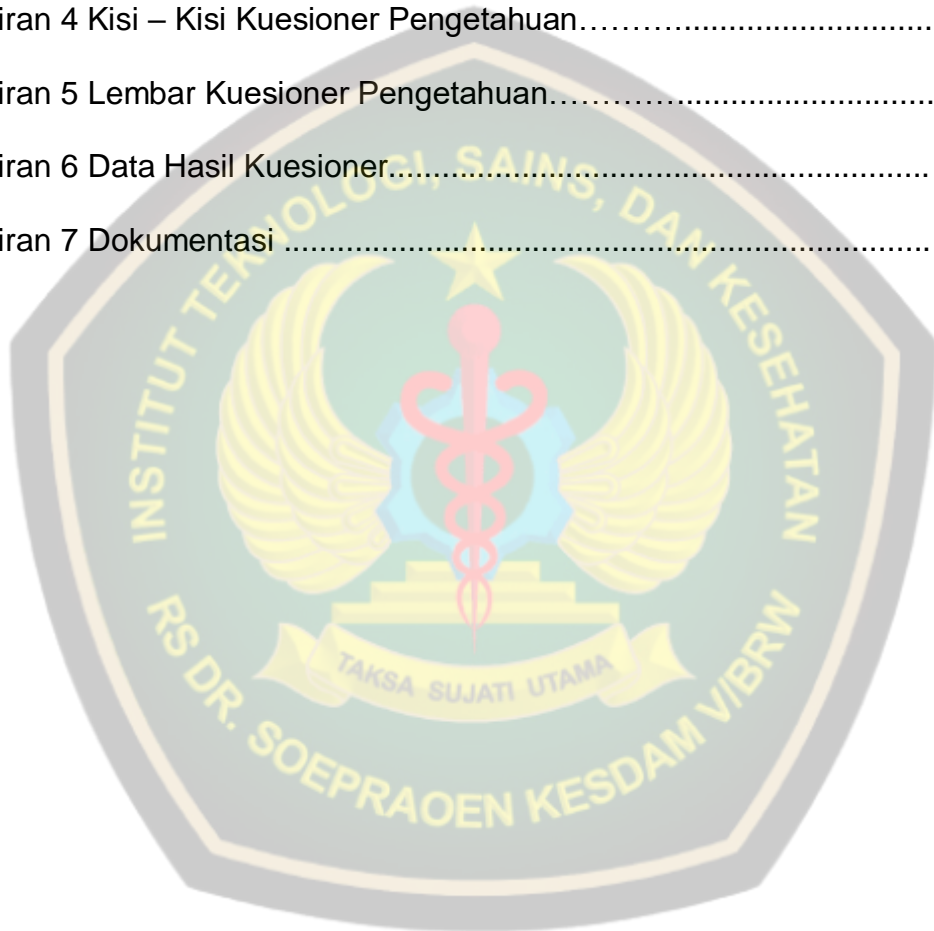 iran 4 Kisi – Kisi Kuesioner Pengetahuan………...............................
iran 5 Lembar Kuesioner Pengetahuan…………..............................
iran 6 Data Hasil Kuesioner..............................................................
iran 7 Dokumentasi ..........................................................................
INSTITUT TEKNOLOGI, SAINS, DAN KESEHATAN
TAKSA SUJATI UTAMA
RS DR. SOEPRAOEN KESDAM V/BRW